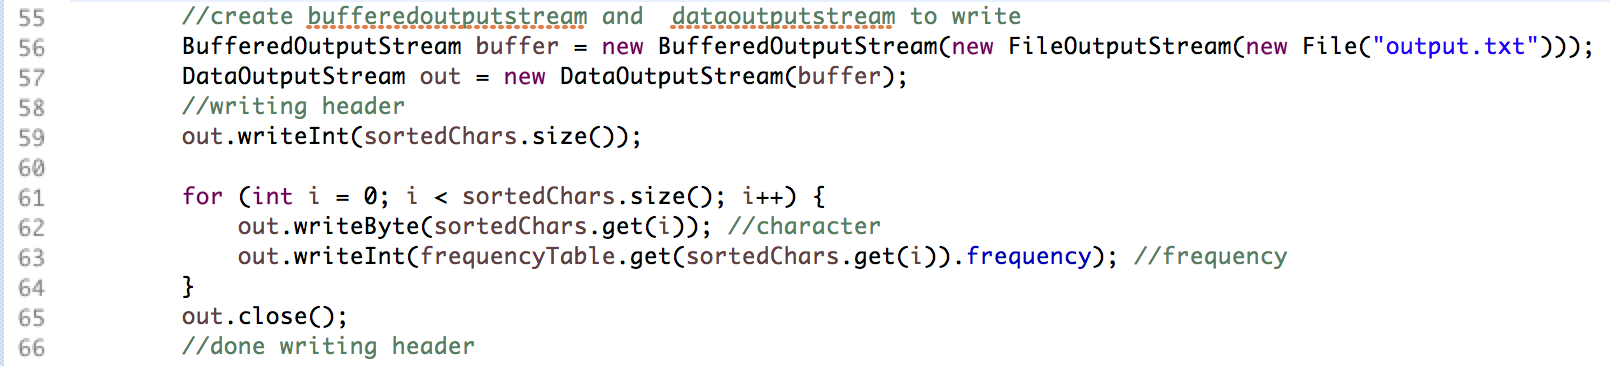 55 //create bufferedoutputstream and  dataoutputstream to write
56 BufferedOutputStream buffer = new BufferedOutputStream(new FileOutputStream(new File("output.txt")));
57 DataOutputStream out = new DataOutputStream(buffer);
58 //writing header
59 out.writeInt(sortedChars.size());
60
61 for (int i = 0; i < sortedChars.size(); i++) {
62     out.writeByte(sortedChars.get(i)); //character
63     out.writeInt(frequencyTable.get(sortedChars.get(i)).frequency); //frequency
64 }
65 out.close();
66 //done writing header